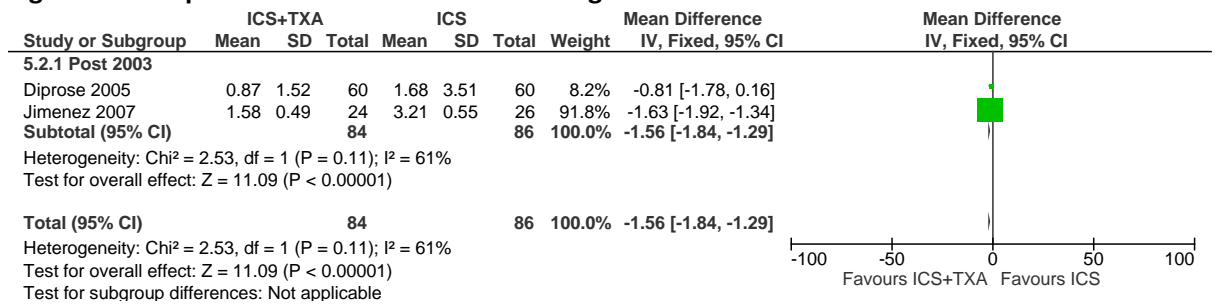 ICS+TXA ICS Mean Difference Mean Difference
Study or Subgroup Mean SD Total Mean SD Total Weight IV, Fixed, 95% CI IV, Fixed, 95% CI
5.2.1 Post 2003
Diprose 2005 0.87 1.52 60 1.68 3.51 60 8.2% -0.81 [-1.78, 0.16]
Jimenez 2007 1.58 0.49 24 3.21 0.55 26 91.8% -1.63 [-1.92, -1.34]
Subtotal (95% CI) 84 86 100.0% -1.56 [-1.84, -1.29]
Heterogeneity: Chi² = 2.53, df = 1 (P = 0.11); I² = 61%
Test for overall effect: Z = 11.09 (P < 0.00001)
Total (95% CI) 84 86 100.0% -1.56 [-1.84, -1.29]
Heterogeneity: Chi² = 2.53, df = 1 (P = 0.11); I² = 61%
Test for overall effect: Z = 11.09 (P < 0.00001)
Test for subgroup differences: Not applicable
-100 -50 0 50 100
Favours ICS+TXA Favours ICS